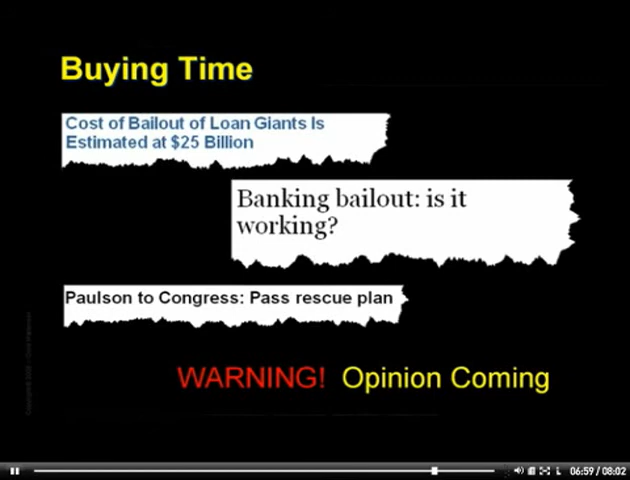 Buying Time
Cost of Bailout of Loan Giants Is
Estimated at $25 Billion
Banking bailout: is it
working?
Paulson to Congress: Pass rescue plan
WARNING! Opinion Coming
06:59 / 08:02